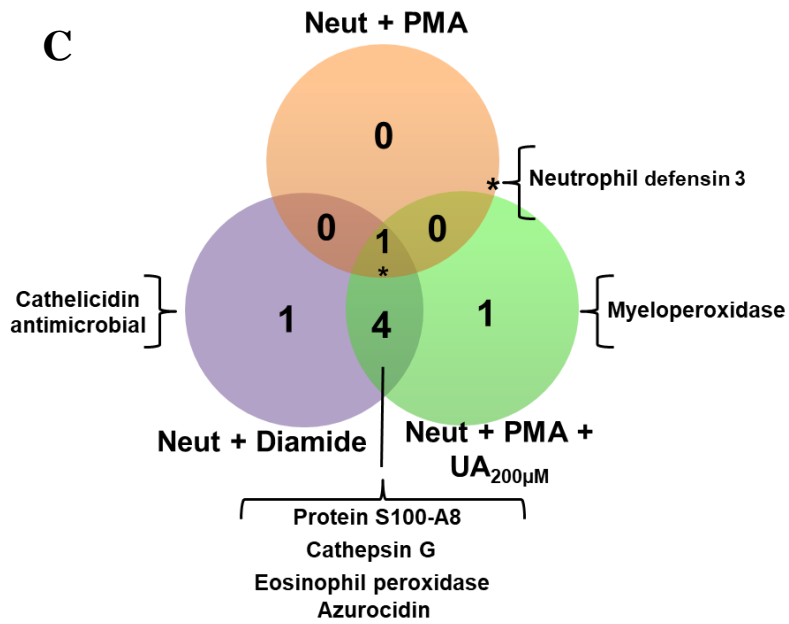 C
Neut + PMA
0
* Neutrophil defensin 3
0 1 0
*
Cathelicidin
antimicrobial
1 4 1
Myeloperoxidase
Neut + Diamide
Neut + PMA +
UA200µM
Protein S100-A8
Cathepsin G
Eosinophil peroxidase
Azurocidin